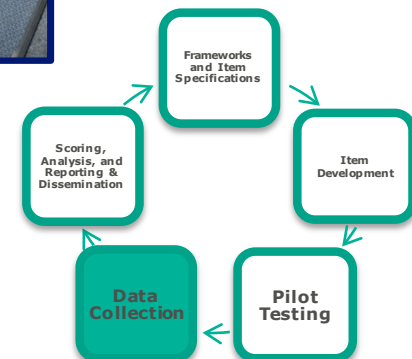 Frameworks
and Item
Specifications
Item
Development
Pilot
Testing
Data
Collection
Scoring,
Analysis, and
Reporting &
Dissemination